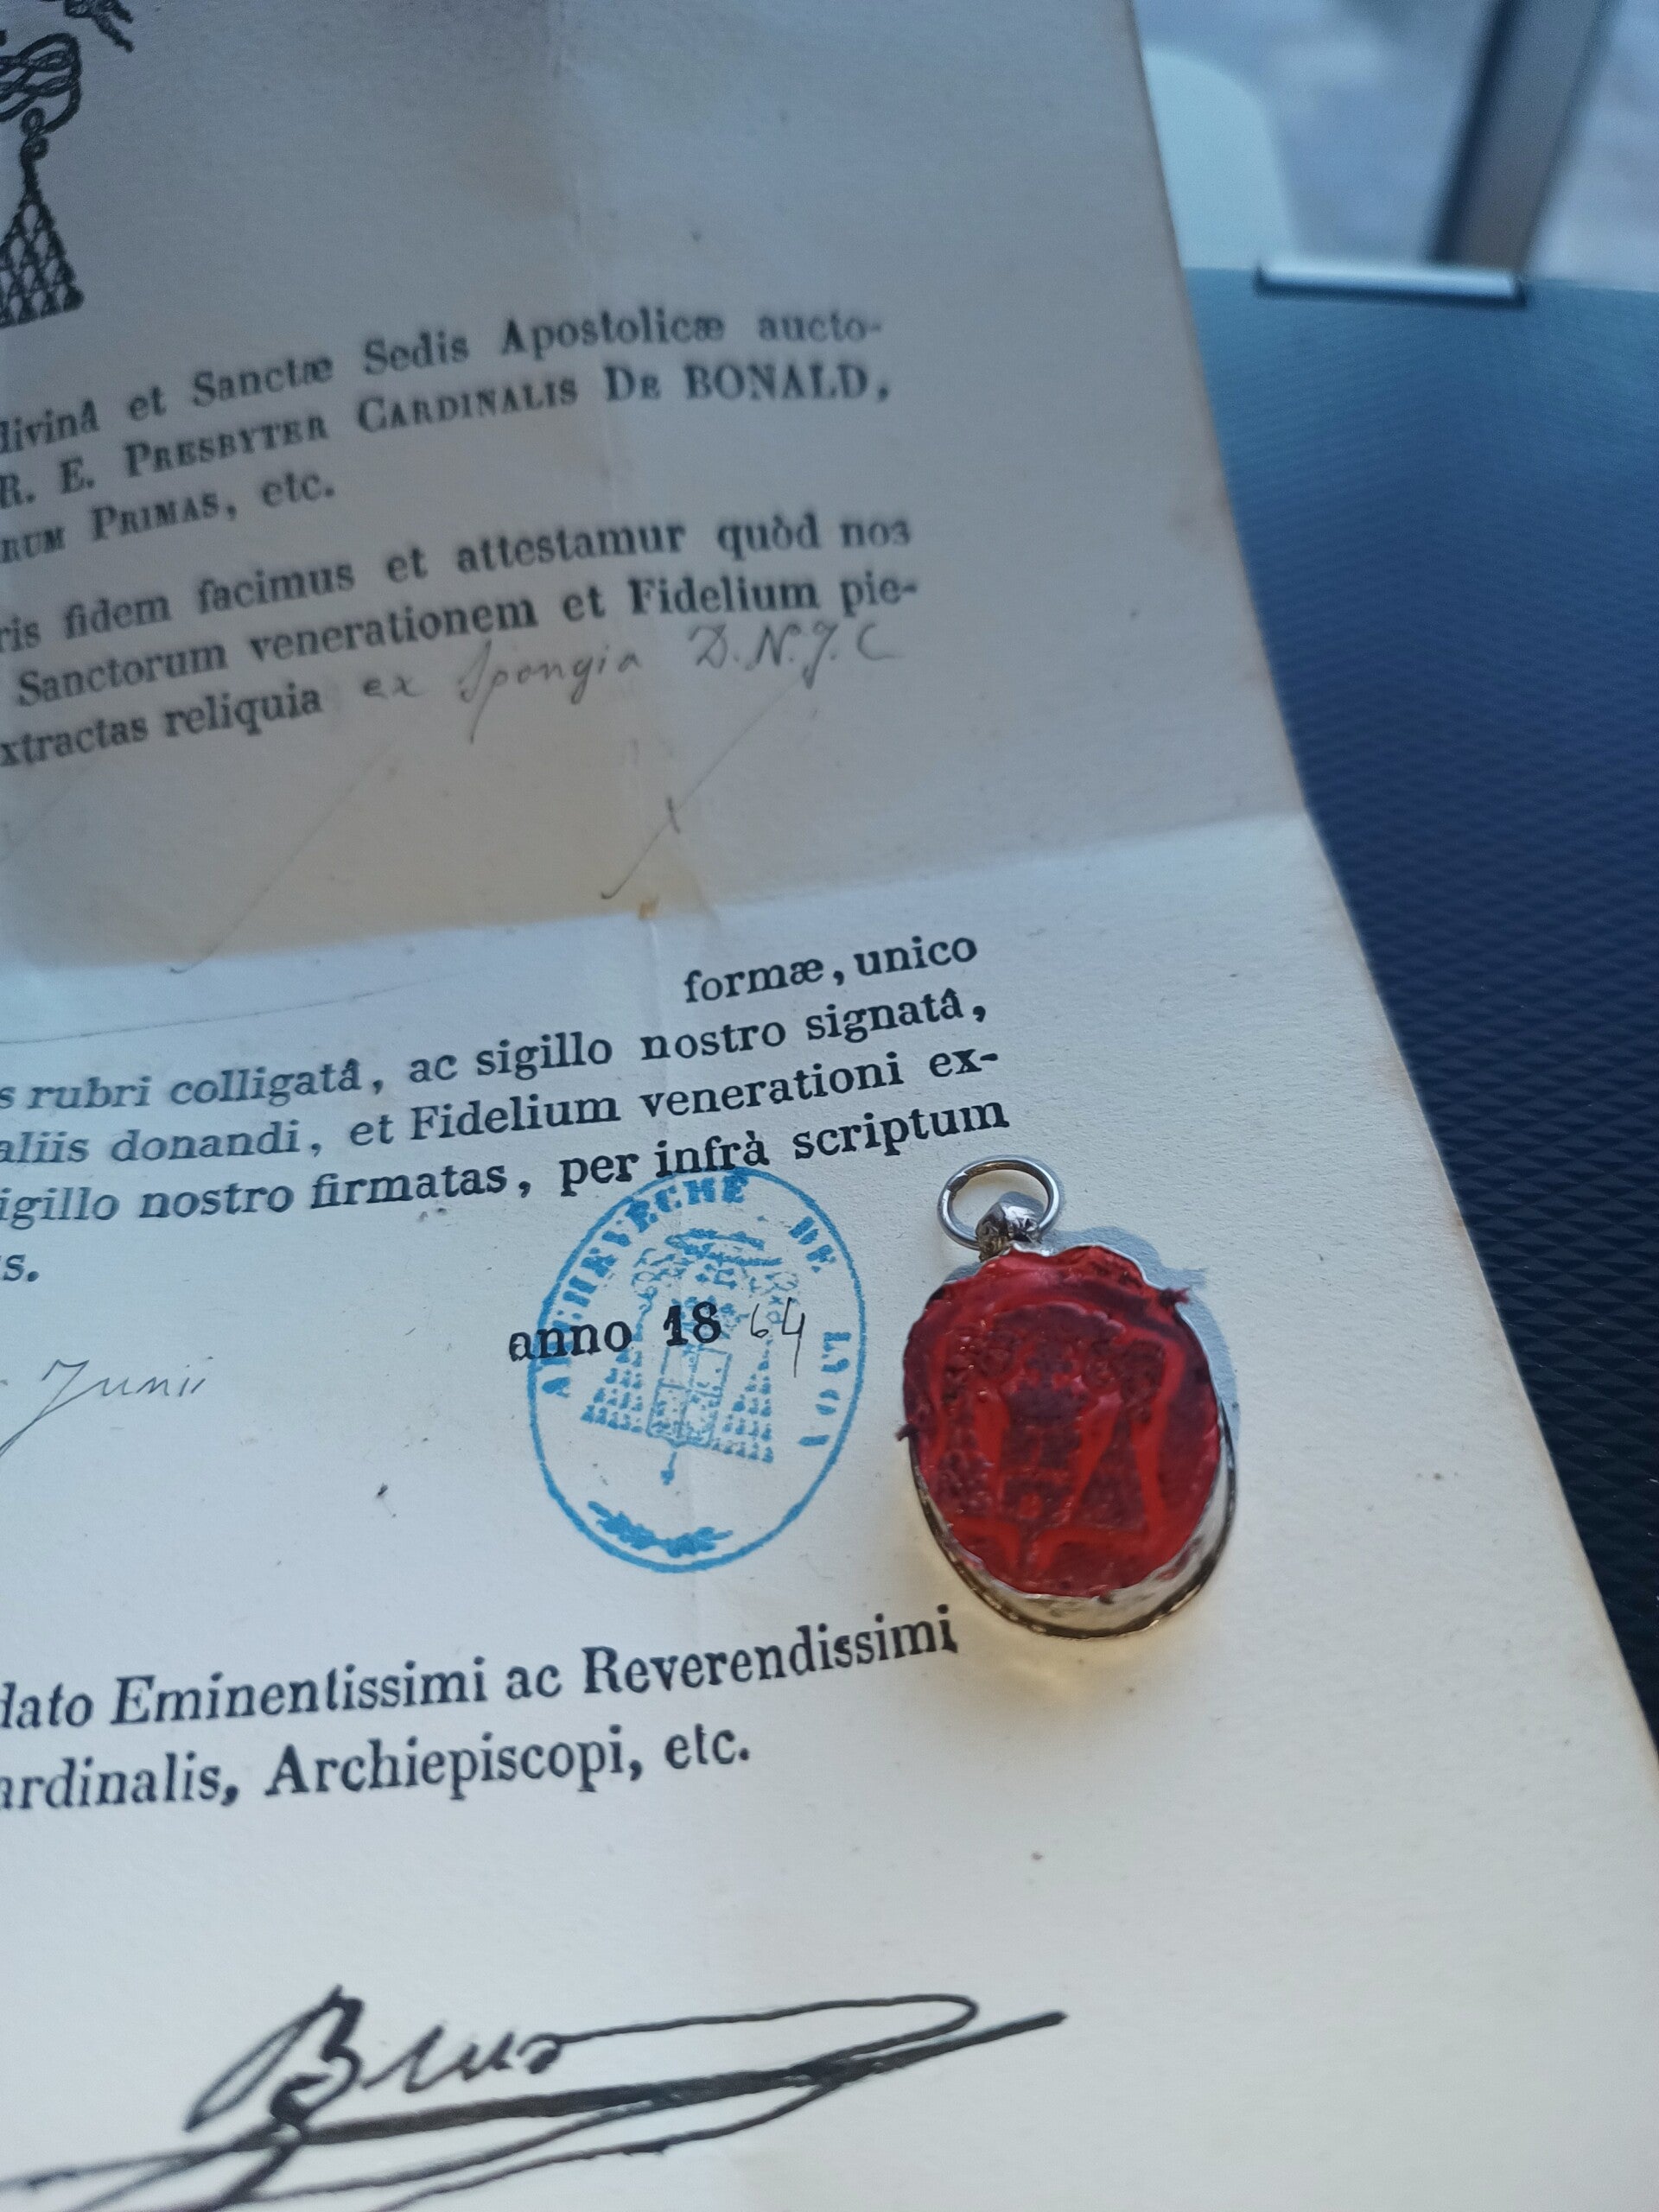 divinâ et Sanctæ Sedis Apostolicæ aucto-
R. E. PRESBYTER CARDINALIS DE BONALD,
RUM PRIMAS, etc.
ris fidem facimus et attestamur quòd nos
Sanctorum venerationem et Fidelium pie-
xtractas reliquia ex Spongia D.N.J.C
formæ, unico
s rubri colligatâ, ac sigillo nostro signatâ,
aliis donandi, et Fidelium venerationi ex-
igillo nostro firmatas, per infrà scriptum
s.
ARCHEVÊCHÉ DE LYON
Junii anno 1864
dato Eminentissimi ac Reverendissimi
ardinalis, Archiepiscopi, etc.